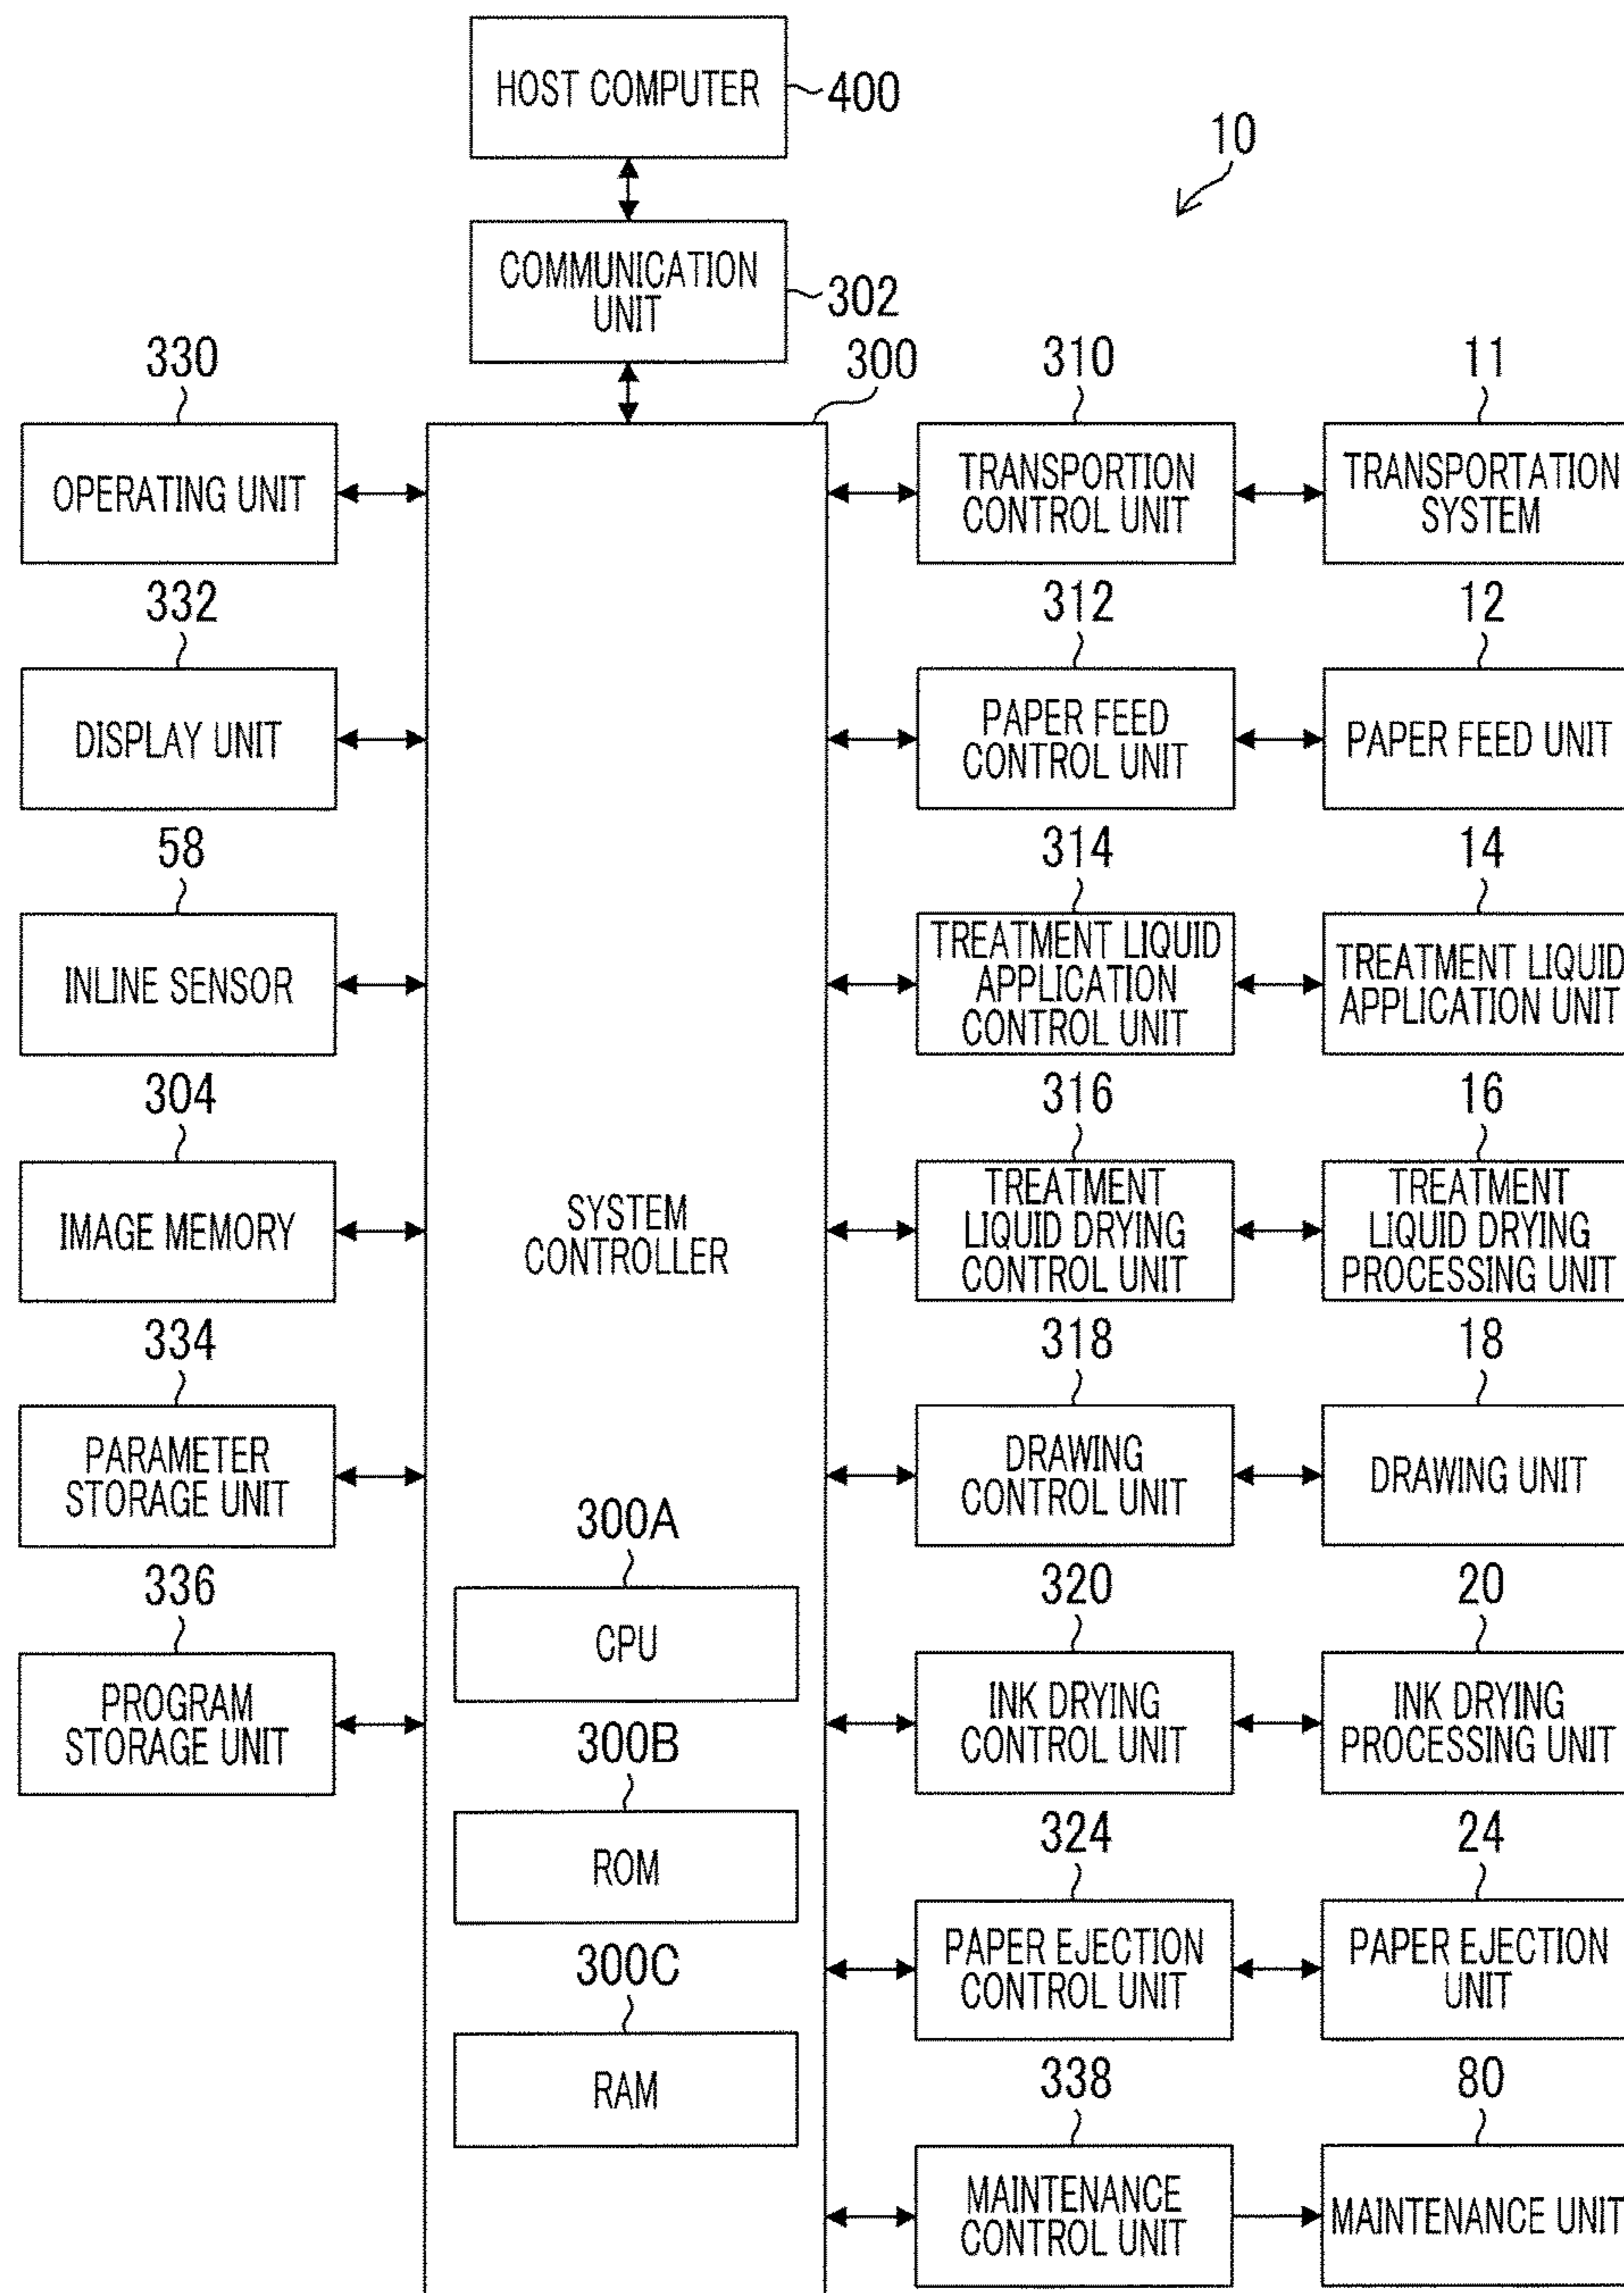 HOST COMPUTER
400
10
COMMUNICATION
UNIT
302
300
330
OPERATING UNIT
332
DISPLAY UNIT
58
INLINE SENSOR
304
IMAGE MEMORY
334
PARAMETER
STORAGE UNIT
336
PROGRAM
STORAGE UNIT
SYSTEM
CONTROLLER
300A
CPU
300B
ROM
300C
RAM
310
TRANSPORTION
CONTROL UNIT
11
TRANSPORTATION
SYSTEM
312
PAPER FEED
CONTROL UNIT
12
PAPER FEED UNIT
314
TREATMENT LIQUID
APPLICATION
CONTROL UNIT
14
TREATMENT LIQUID
APPLICATION UNIT
316
TREATMENT
LIQUID DRYING
CONTROL UNIT
16
TREATMENT
LIQUID DRYING
PROCESSING UNIT
318
DRAWING
CONTROL UNIT
18
DRAWING UNIT
320
INK DRYING
CONTROL UNIT
20
INK DRYING
PROCESSING UNIT
324
PAPER EJECTION
CONTROL UNIT
24
PAPER EJECTION
UNIT
338
MAINTENANCE
CONTROL UNIT
80
MAINTENANCE UNIT